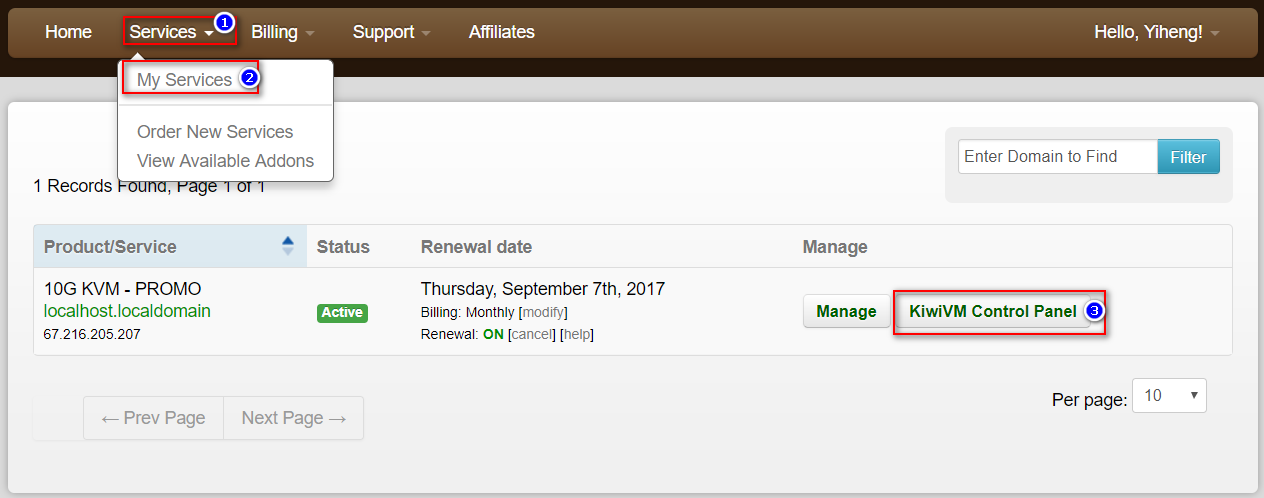 Home Services 1 Billing Support Affiliates Hello, Yiheng!
My Services 2
Order New Services
View Available Addons
Enter Domain to Find Filter
1 Records Found, Page 1 of 1
Product/Service Status Renewal date Manage
10G KVM - PROMO
localhost.localdomain
67.216.205.207
Active
Thursday, September 7th, 2017
Billing: Monthly [modify]
Renewal: ON [cancel] [help]
Manage KiwiVM Control Panel 3
← Prev Page Next Page →
Per page: 10